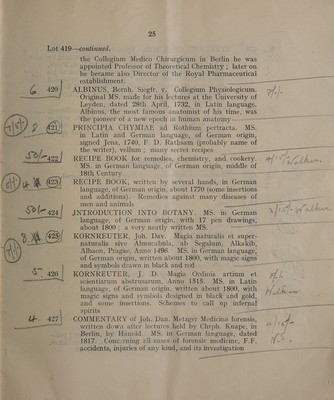 25
Lot 419—continued.
the Collegium Medico Chirurgicum in Berlin he was
appointed Professor of Theoretical Chemistry ; later on
he became also Director of the Royal Pharmaceutical
establishment.
6 420 ALBINUS, Bernh. Siegfr. v. Collegium Physiologicum.
Original MS. made for his lectures at the University of
Leyden, dated 28th April, 1732, in Latin language.
Albinus, the most famous anatomist of his time, was
the pioneer of a new epoch in human anatomy
8 421 PRINCIPIA CHYMIAE ad Rothium pertracta. MS.
in Latin and German language, of German origin,
signed Jena, 1740, F. D. Rathsam (probably name of
the writer), vellum ; many secret recipes
50/- 422 RECIPE BOOK for remedies, chemistry, and cookery.
MS. in German language, of German origin, middle of
18th Century
4 423 RECIPE BOOK, written by several hands, in German
language, of German origin, about 1770 (some insertions
and additions). Remedies against many diseases of
men and animals
50/- 424 INTRODUCTION INTO BOTANY. MS. in German
language, of German origin, with 17 pen drawings,
about 1800 ; a very neatly written MS.
8 425 KORNREUTER, Joh. Dav. Magia naturalis et super-
naturalis sive Almucabala, ab Segalum, Alkakib,
Albaon, Pragae, Anno 1496. MS. in German language,
of German origin, written about 1800, with magic signs
and symbols drawn in black and red
5- 426 KORNREUTER, J. D. Magia Ordinis artium et
scientiarum abstrusarum, Anno 1515. MS. in Latin
language, of German origin, written about 1800, with
magic signs and symbols designed in black and gold,
and some insertions. Schemes to call up infernal
spirits
4. 427 COMMENTARY of Joh. Dan. Metzger Medicina forensis,
written down after lectures held by Chrph. Knape, in
Berlin, by Hanold. MS. in German language, dated
1817. Concerning all cases of forensic medicine, F.F.
accidents, injuries of any kind, and its investigation